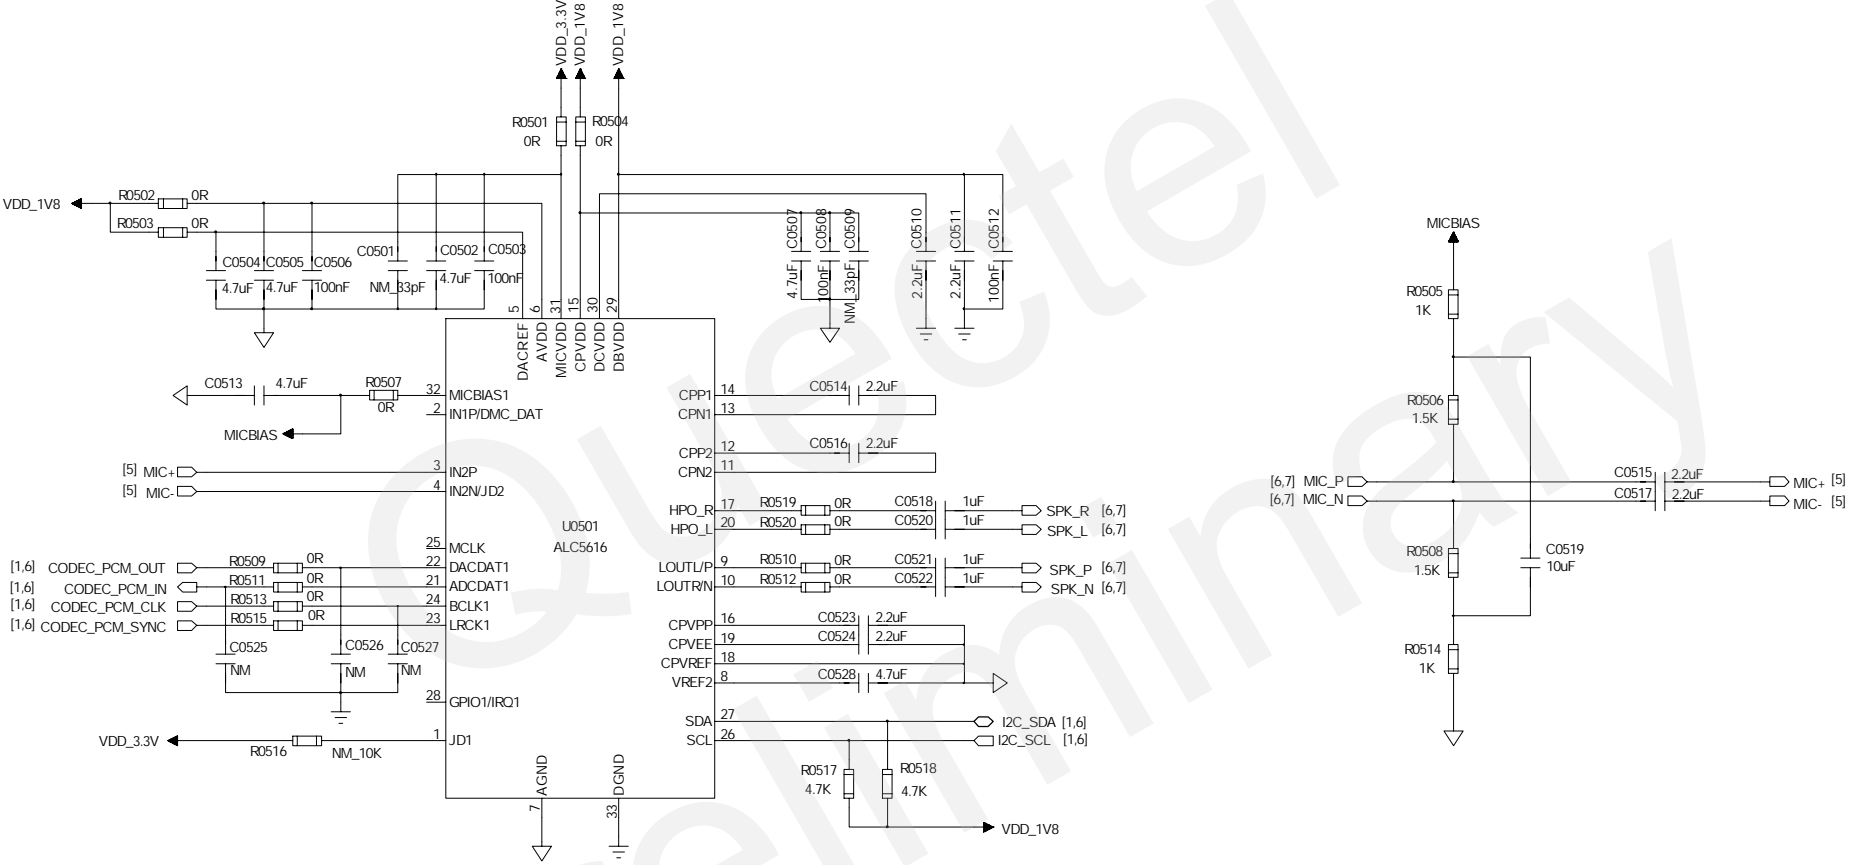 VDD_3.3V
VDD_1V8
VDD_1V8
R0501
0R
R0504
0R
VDD_1V8
R0502
0R
R0503
0R
C0504
4.7uF
C0505
4.7uF
C0506
100nF
C0501
NM_33pF
C0502
4.7uF
C0503
100nF
C0507
4.7uF
C0508
100nF
C0509
NM_33pF
C0510
2.2uF
C0511
2.2uF
C0512
100nF
5
6
31
15
30
29
DACREF
AVDD
MICVDD
CPVDD
DCVDD
DBVDD
C0513
4.7uF
R0507
0R
MICBIAS
32
MICBIAS1
2
IN1P/DMC_DAT
[5] MIC+
3
IN2P
[5] MIC-
4
IN2N/JD2
U0501
ALC5616
25
MCLK
[1,6] CODEC_PCM_OUT
R0509
0R
22
DACDAT1
[1,6] CODEC_PCM_IN
R0511
0R
21
ADCDAT1
[1,6] CODEC_PCM_CLK
R0513
0R
24
BCLK1
[1,6] CODEC_PCM_SYNC
R0515
0R
23
LRCK1
C0525
NM
C0526
NM
C0527
NM
28
GPIO1/IRQ1
VDD_3.3V
R0516
NM_10K
1
JD1
AGND
7
DGND
33
CPP1
14
C0514
2.2uF
CPN1
13
CPP2
12
C0516
2.2uF
CPN2
11
HPO_R
17
R0519
0R
C0518
1uF
SPK_R [6,7]
HPO_L
20
R0520
0R
C0520
1uF
SPK_L [6,7]
LOUTL/P
9
R0510
0R
C0521
1uF
SPK_P [6,7]
LOUTR/N
10
R0512
0R
C0522
1uF
SPK_N [6,7]
CPVPP
16
C0523
2.2uF
CPVEE
19
C0524
2.2uF
CPVREF
18
VREF2
8
C0528
4.7uF
SDA
27
I2C_SDA [1,6]
SCL
26
I2C_SCL [1,6]
R0517
4.7K
R0518
4.7K
VDD_1V8
MICBIAS
R0505
1K
R0506
1.5K
[6,7] MIC_P
[6,7] MIC_N
C0515
2.2uF
MIC+ [5]
C0517
2.2uF
MIC- [5]
R0508
1.5K
C0519
10uF
R0514
1K
Quectel
Preliminary